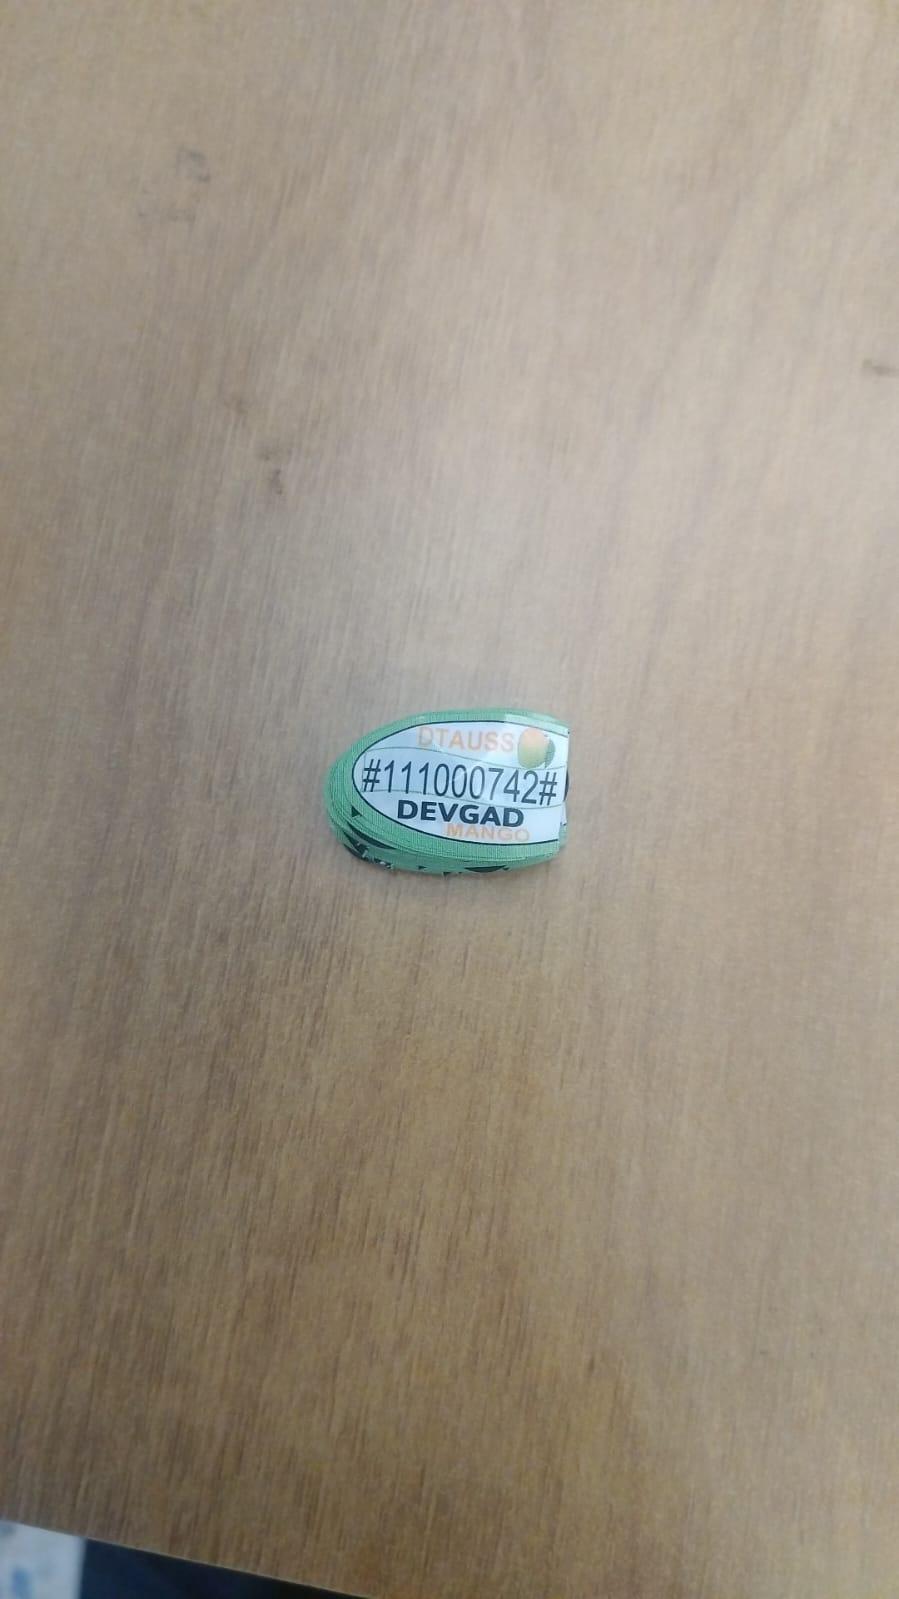 DTAUSS
#111000742#
DEVGAD
MANGO